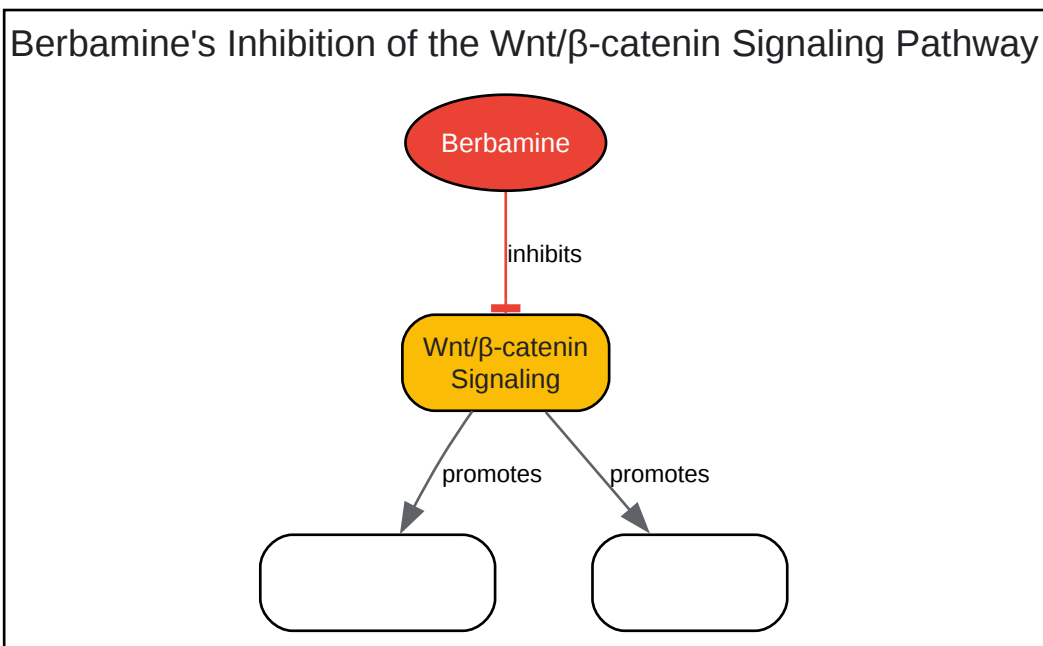 Berbamine's Inhibition of the Wnt/β-catenin Signaling Pathway
Berbamine
inhibits
Wnt/β-catenin
Signaling
promotes
promotes